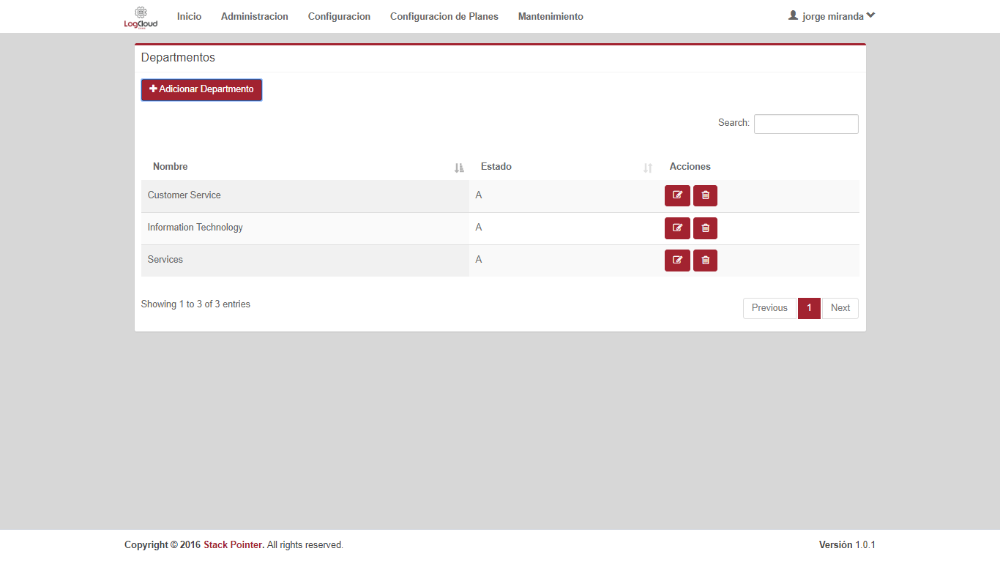 LogCloud Inicio Administracion Configuracion Configuracion de Planes Mantenimiento jorge miranda
Departmentos
Adicionar Departmento
Search:
Nombre Estado Acciones
Customer Service A
Information Technology A
Services A
Showing 1 to 3 of 3 entries Previous 1 Next
Copyright © 2016 Stack Pointer. All rights reserved. Versión 1.0.1